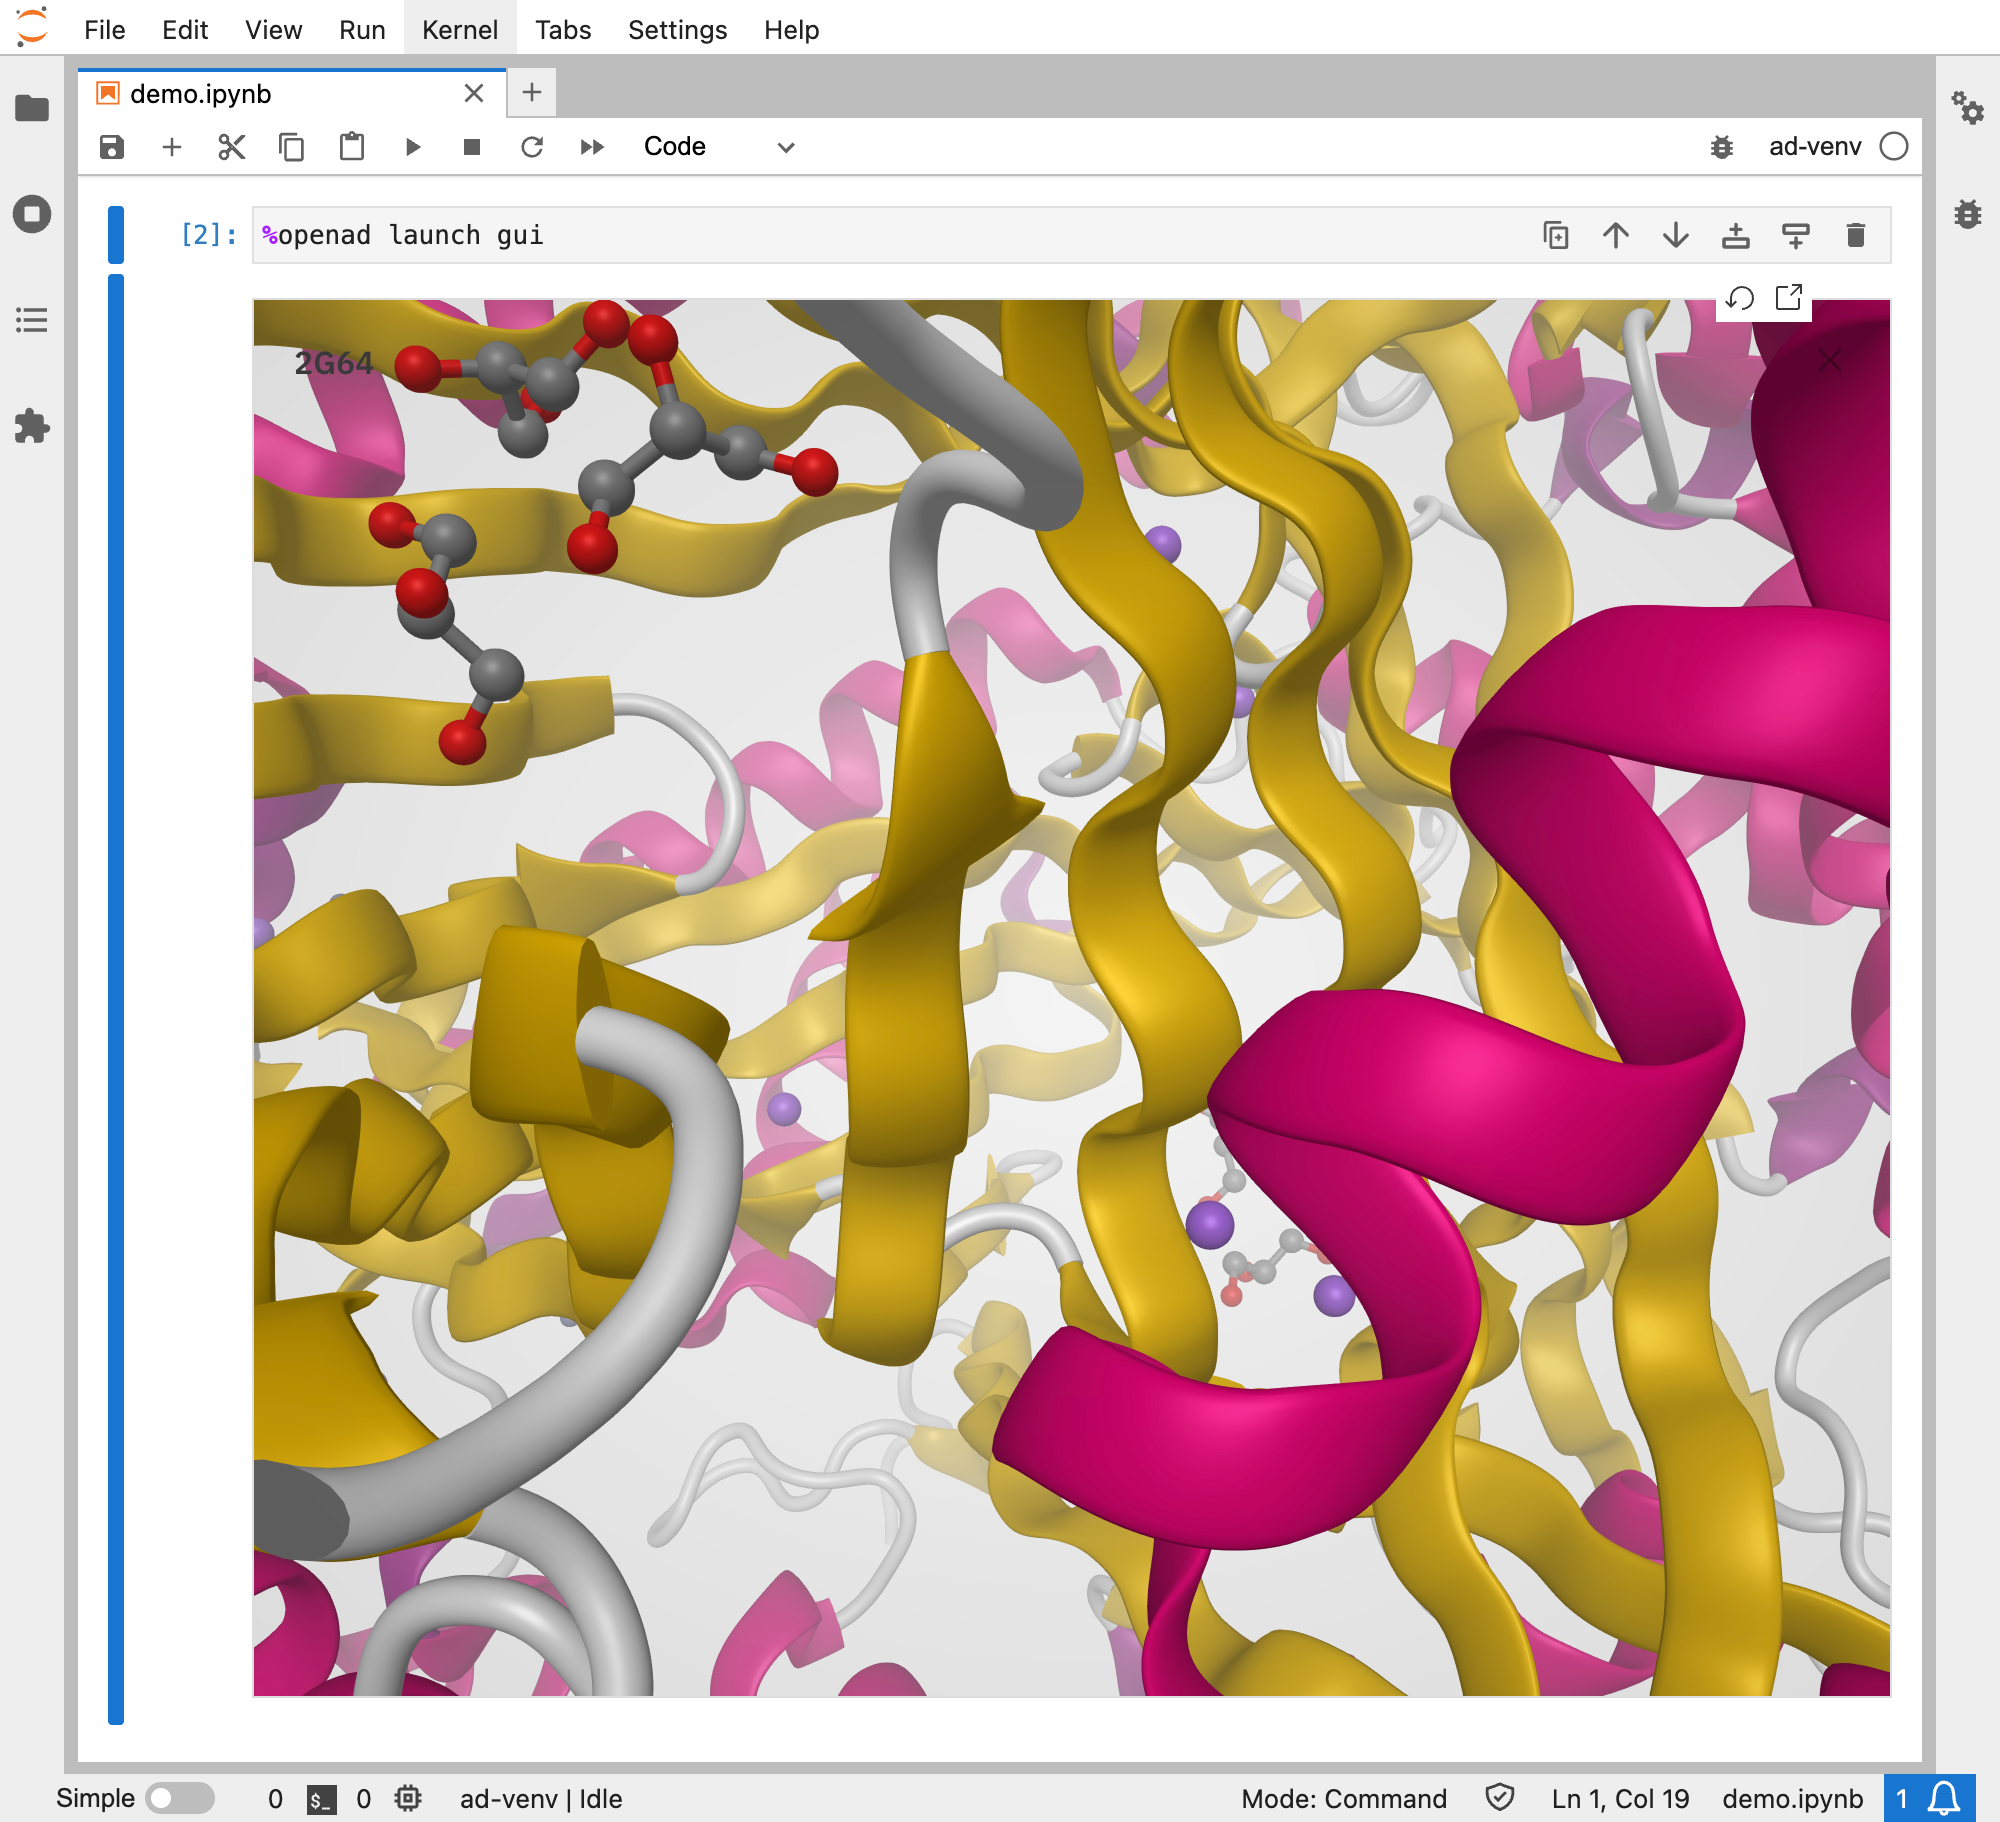 File Edit View Run Kernel Tabs Settings Help
demo.ipynb
Code
ad-venv
[2]: %openad launch gui
2G64
Simple 0 $_ 0 ad-venv | Idle Mode: Command Ln 1, Col 19 demo.ipynb 1